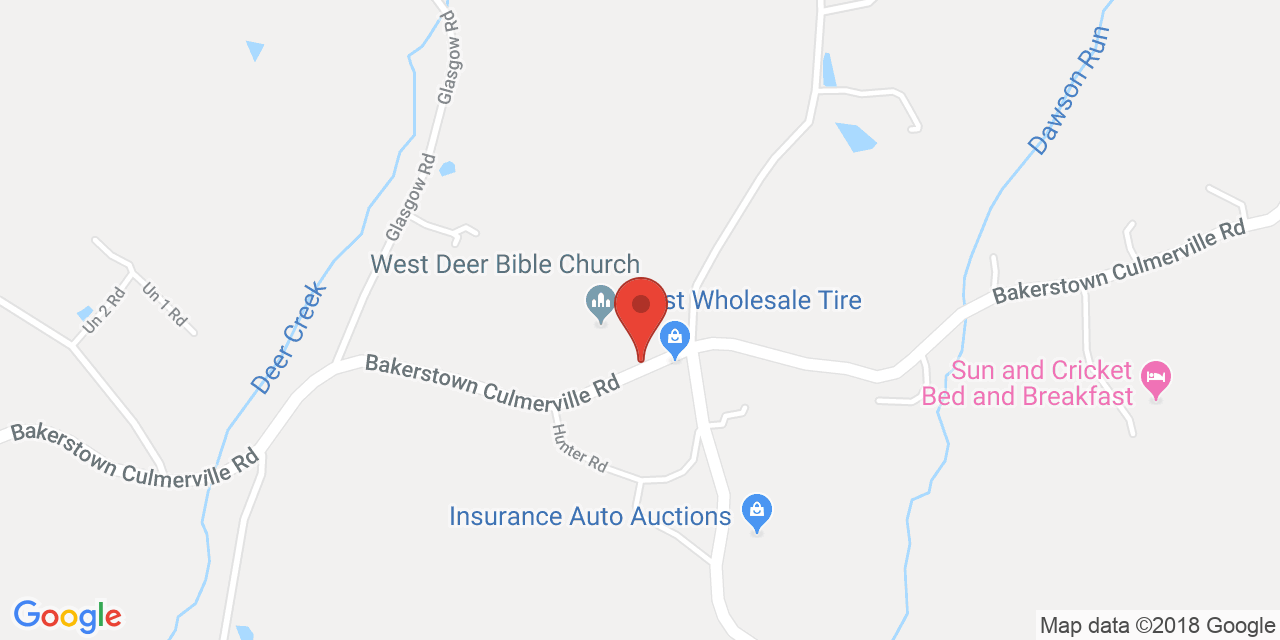 Glasgow Rd
Dawson Run
Glasgow Rd
Bakerstown Culmerville Rd
West Deer Bible Church
Un 1 Rd
Un 2 Rd
Deer Creek
st Wholesale Tire
Bakerstown Culmerville Rd
Sun and Cricket
Bed and Breakfast
Bakerstown Culmerville Rd
Hunter Rd
Insurance Auto Auctions
Google
Map data ©2018 Google